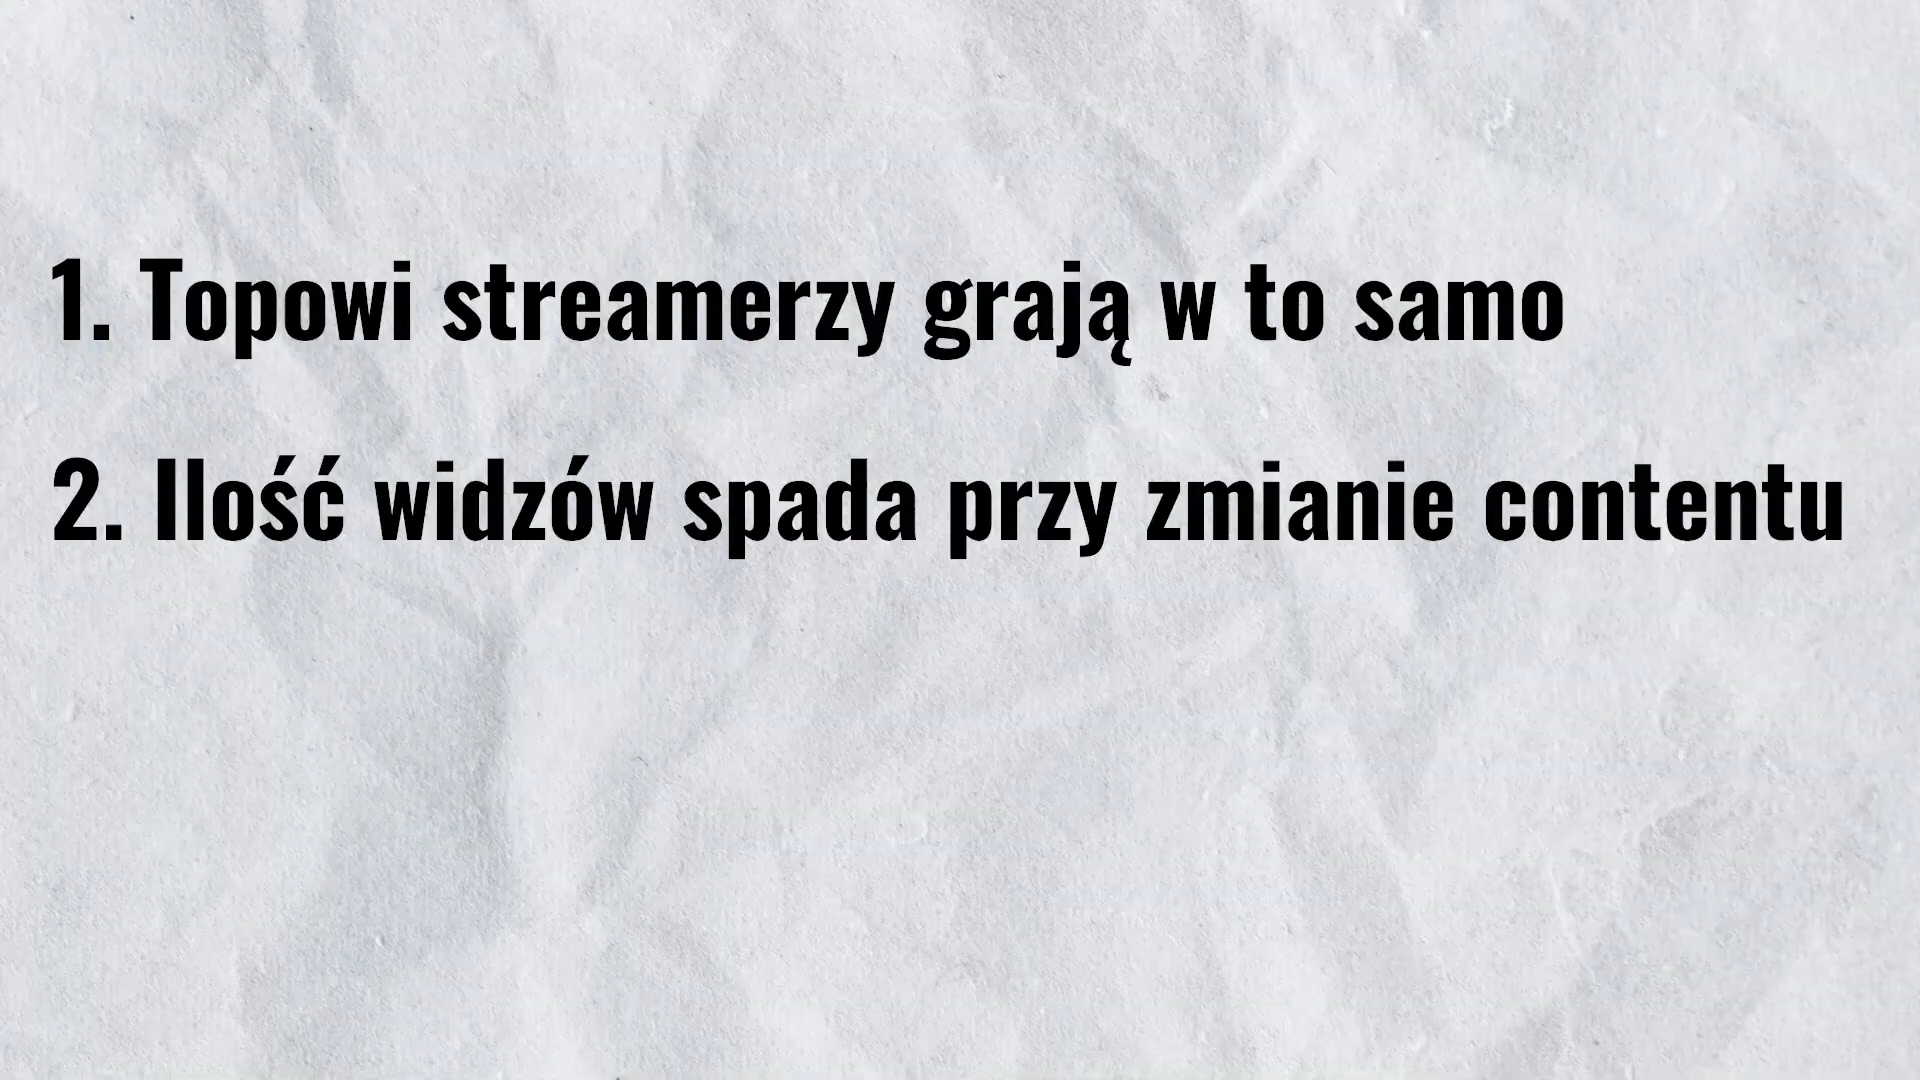 1. Topowi streamerzy grają w to samo
2. Ilość widzów spada przy zmianie contentu